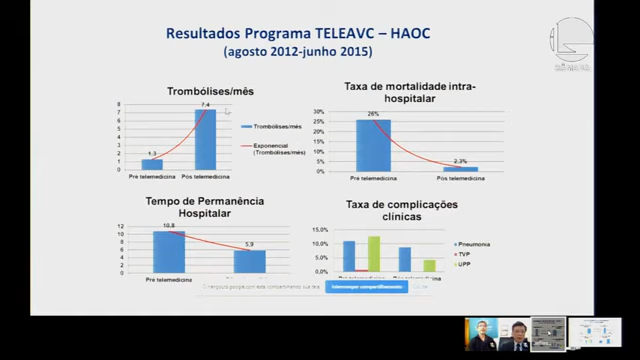 Resultados Programa TELEAVC – HAOC
(agosto 2012-junho 2015)
Trombólises/mês
8
7
6
5
4
3
2
1
0
1,3
7,4
Pré telemedicina
Pós telemedicina
Trombólises/mês
Exponencial
(Trombólises/mês)
Taxa de mortalidade intra-
hospitalar
30%
25%
20%
15%
10%
5%
0%
26%
2,3%
Pré telemedicina
Pós telemedicina
Tempo de Permanência
Hospitalar
12
10
8
6
4
2
0
10,8
5,9
Pré telemedicina
Taxa de complicações
clínicas
15,0%
10,0%
5,0%
0,0%
Pneumonia
TVP
UPP
Interromper compartilhamento